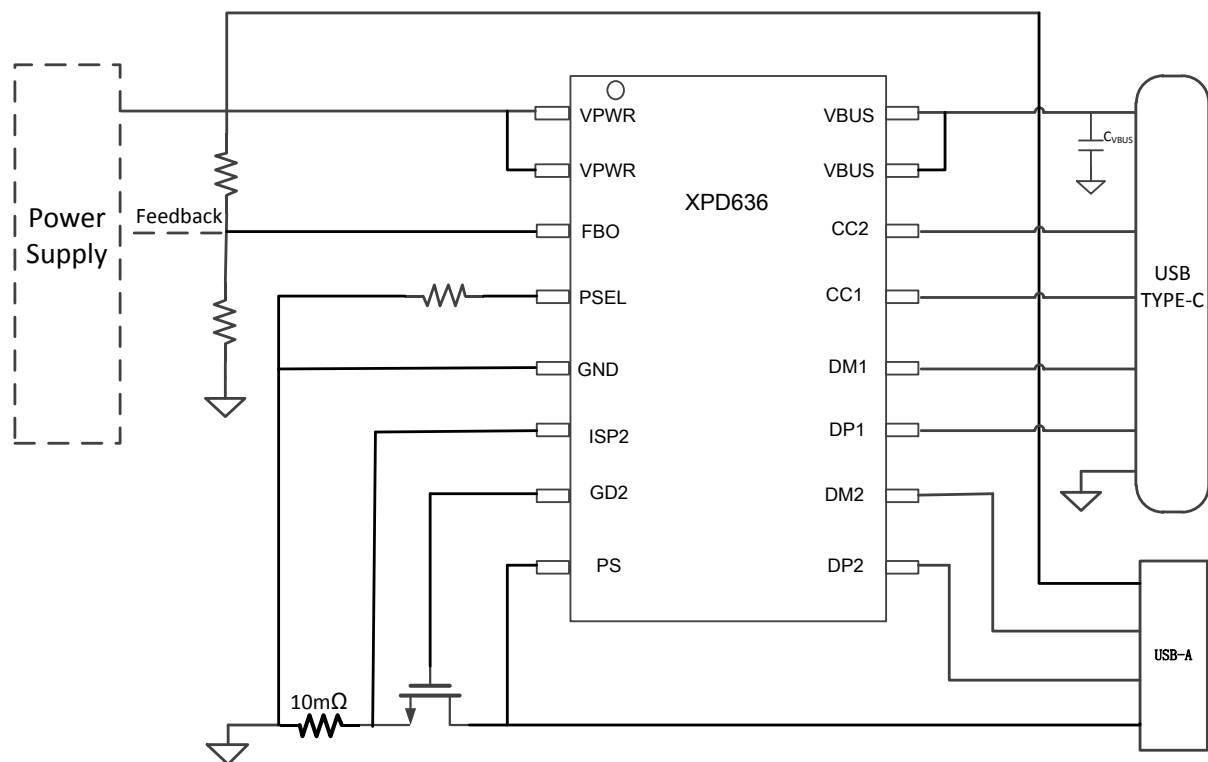 Power
Supply
Feedback
XPD636
VPWR
VPWR
FBO
PSEL
GND
ISP2
GD2
PS
VBUS
VBUS
CC2
CC1
DM1
DP1
DM2
DP2
CVBUS
USB
TYPE-C
USB-A
10mΩ